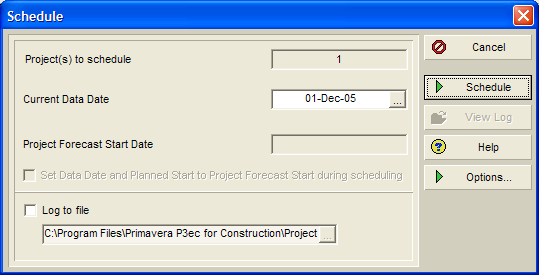 Schedule
Project(s) to schedule
1
Cancel
Current Data Date
01-Dec-05
...
Schedule
View Log
Project Forecast Start Date
Help
Set Data Date and Planned Start to Project Forecast Start during scheduling
Options...
Log to file
C:\Program Files\Primavera P3ec for Construction\Project
...